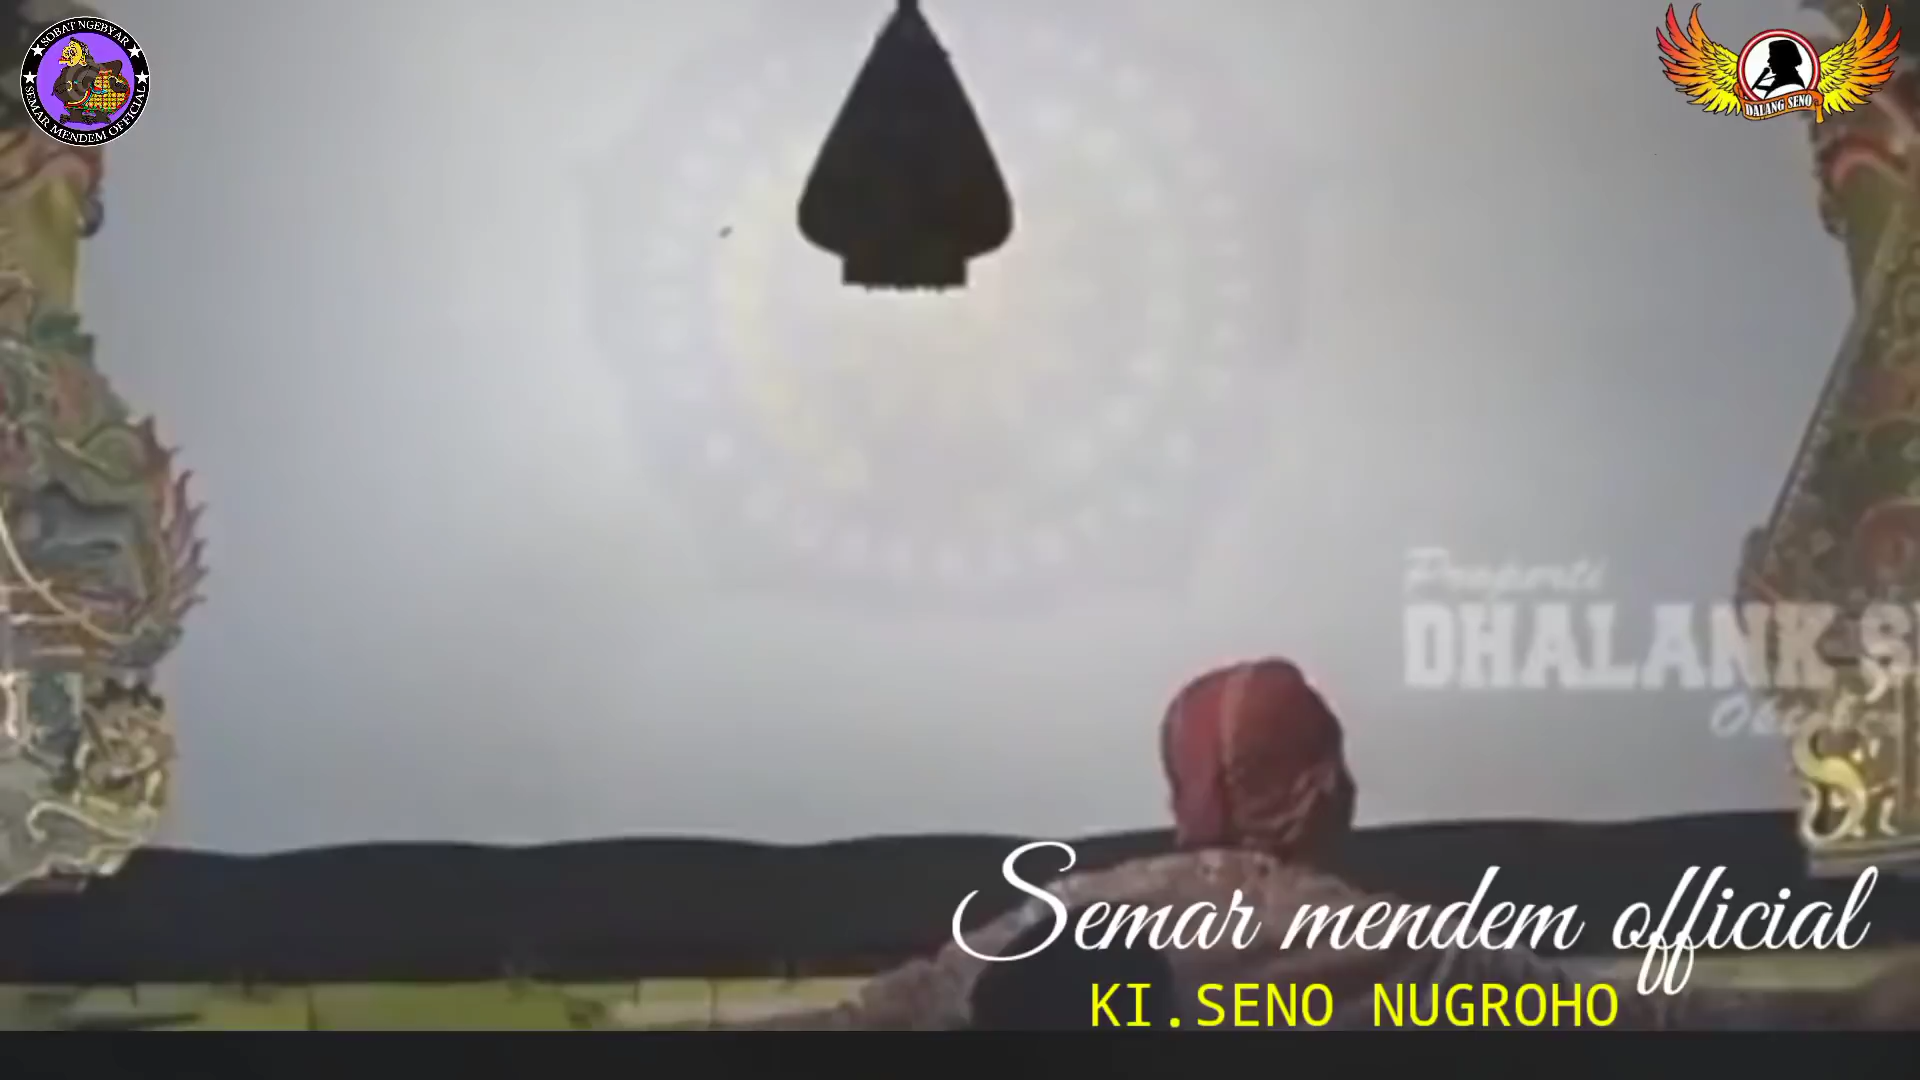 SOBAT NGEBYAR
SEMAR MENDEM OFFICIAL
DALANG SENO
DHALANK
Semar mendem official
KI.SENO NUGROHO